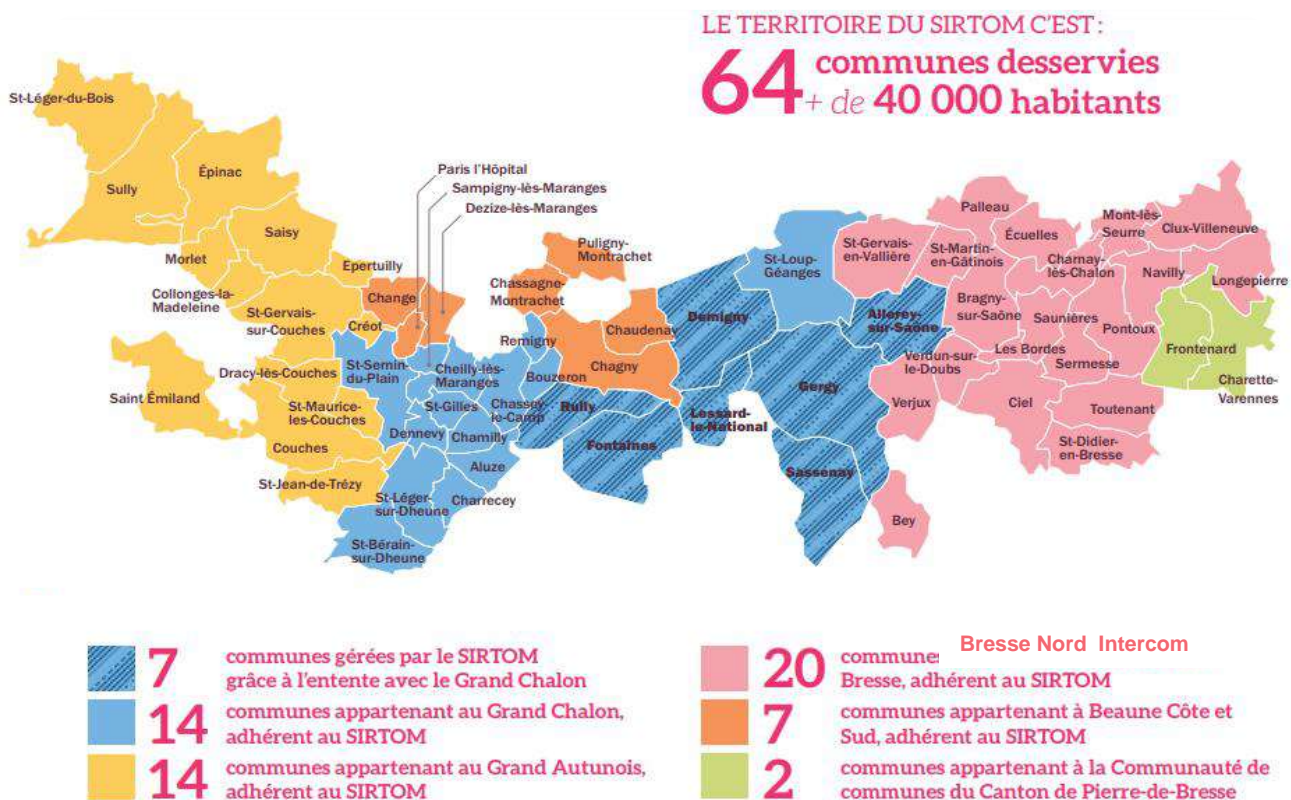 LE TERRITOIRE DU SIRTOM C'EST :
64 communes desservies
+ de 40 000 habitants
St-Léger-du-Bois
Sully
Épinac
Saisy
Morlet
Collonges-la-
Madeleine
Epertuilly
Change
Créot
St-Gervais-
sur-Couches
Paris l'Hôpital
Sampigny-lès-Maranges
Dezize-lès-Maranges
Saint Émiland
Dracy-lès-Couches
St-Maurice-
les-Couches
Couches
St-Jean-de-Trézy
St-Sernin-
du-Plain
Cheilly-lès-
Maranges
St-Gilles
Dennevy
Chassey-
le-Camp
Chamilly
Aluze
Charrecey
St-Léger-
sur-Dheune
St-Bérain-
sur-Dheune
Puligny-
Montrachet
Chassagne-
Montrachet
Remigny
Bouzeron
Chaudenay
Chagny
Rully
Fontaines
Demigny
Lessard-
le-National
St-Loup-
Géanges
Gergy
Sassenay
Allerey-
sur-Saône
St-Gervais-
en-Vallière
St-Martin-
en-Gâtinois
Palleau
Écuelles
Mont-lès-
Seurre
Clux-Villeneuve
Charnay-
lès-Chalon
Navilly
Longepierre
Bragny-
sur-Saône
Saunières
Pontoux
Les Bordes
Sermesse
Verdun-sur-
le-Doubs
Verjux
Ciel
Toutenant
St-Didier-
en-Bresse
Bey
Frontenard
Charette-
Varennes
7 communes gérées par le SIRTOM
grâce à l'entente avec le Grand Chalon
14 communes appartenant au Grand Chalon,
adhérent au SIRTOM
14 communes appartenant au Grand Autunois,
adhérent au SIRTOM
20 communes Bresse Nord Intercom
Bresse, adhérent au SIRTOM
7 communes appartenant à Beaune Côte et
Sud, adhérent au SIRTOM
2 communes appartenant à la Communauté de
communes du Canton de Pierre-de-Bresse